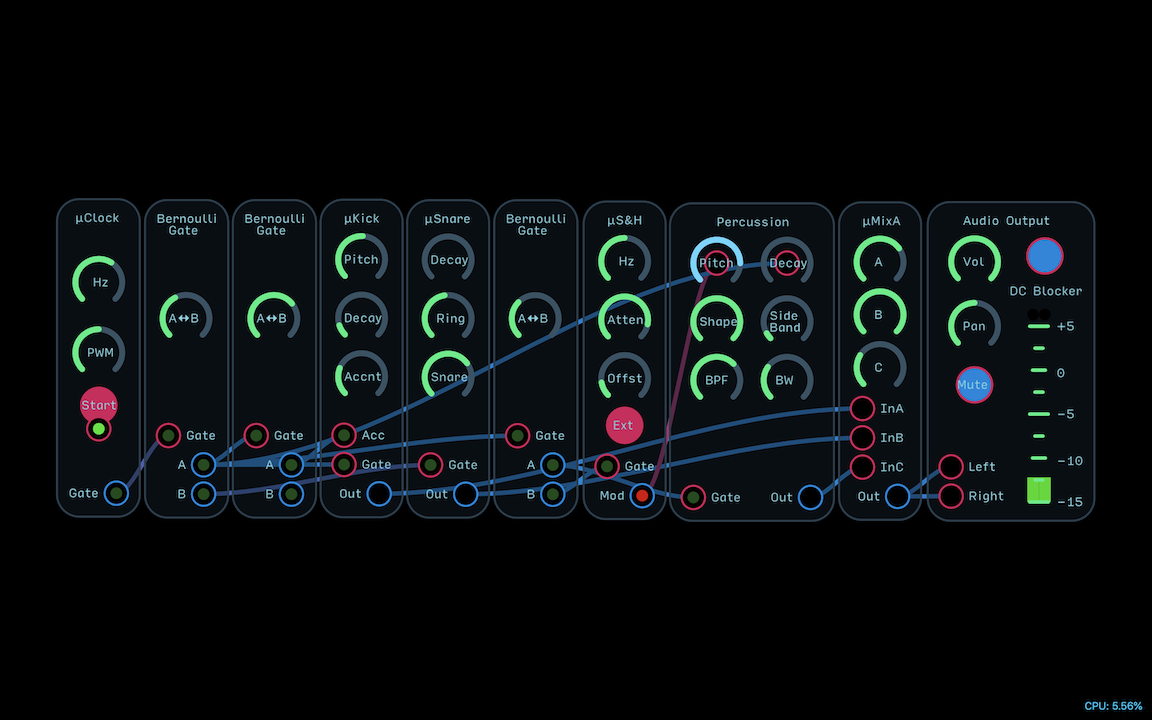 µClock
Hz
PWM
Start
Gate
Bernoulli
Gate
A↔B
Gate
A
B
Bernoulli
Gate
A↔B
Gate
A
B
µKick
Pitch
Decay
Accnt
Acc
Gate
Out
µSnare
Decay
Ring
Snare
Gate
Out
Bernoulli
Gate
A↔B
Gate
A
B
µS&H
Hz
Atten
Offst
Ext
Gate
Mod
Percussion
Pitch
Decay
Shape
Side
Band
BPF
BW
Gate
Out
µMixA
A
B
C
InA
InB
InC
Out
Audio Output
Vol
DC Blocker
Pan
Mute
+5
0
-5
-10
-15
Left
Right
CPU: 5.56%